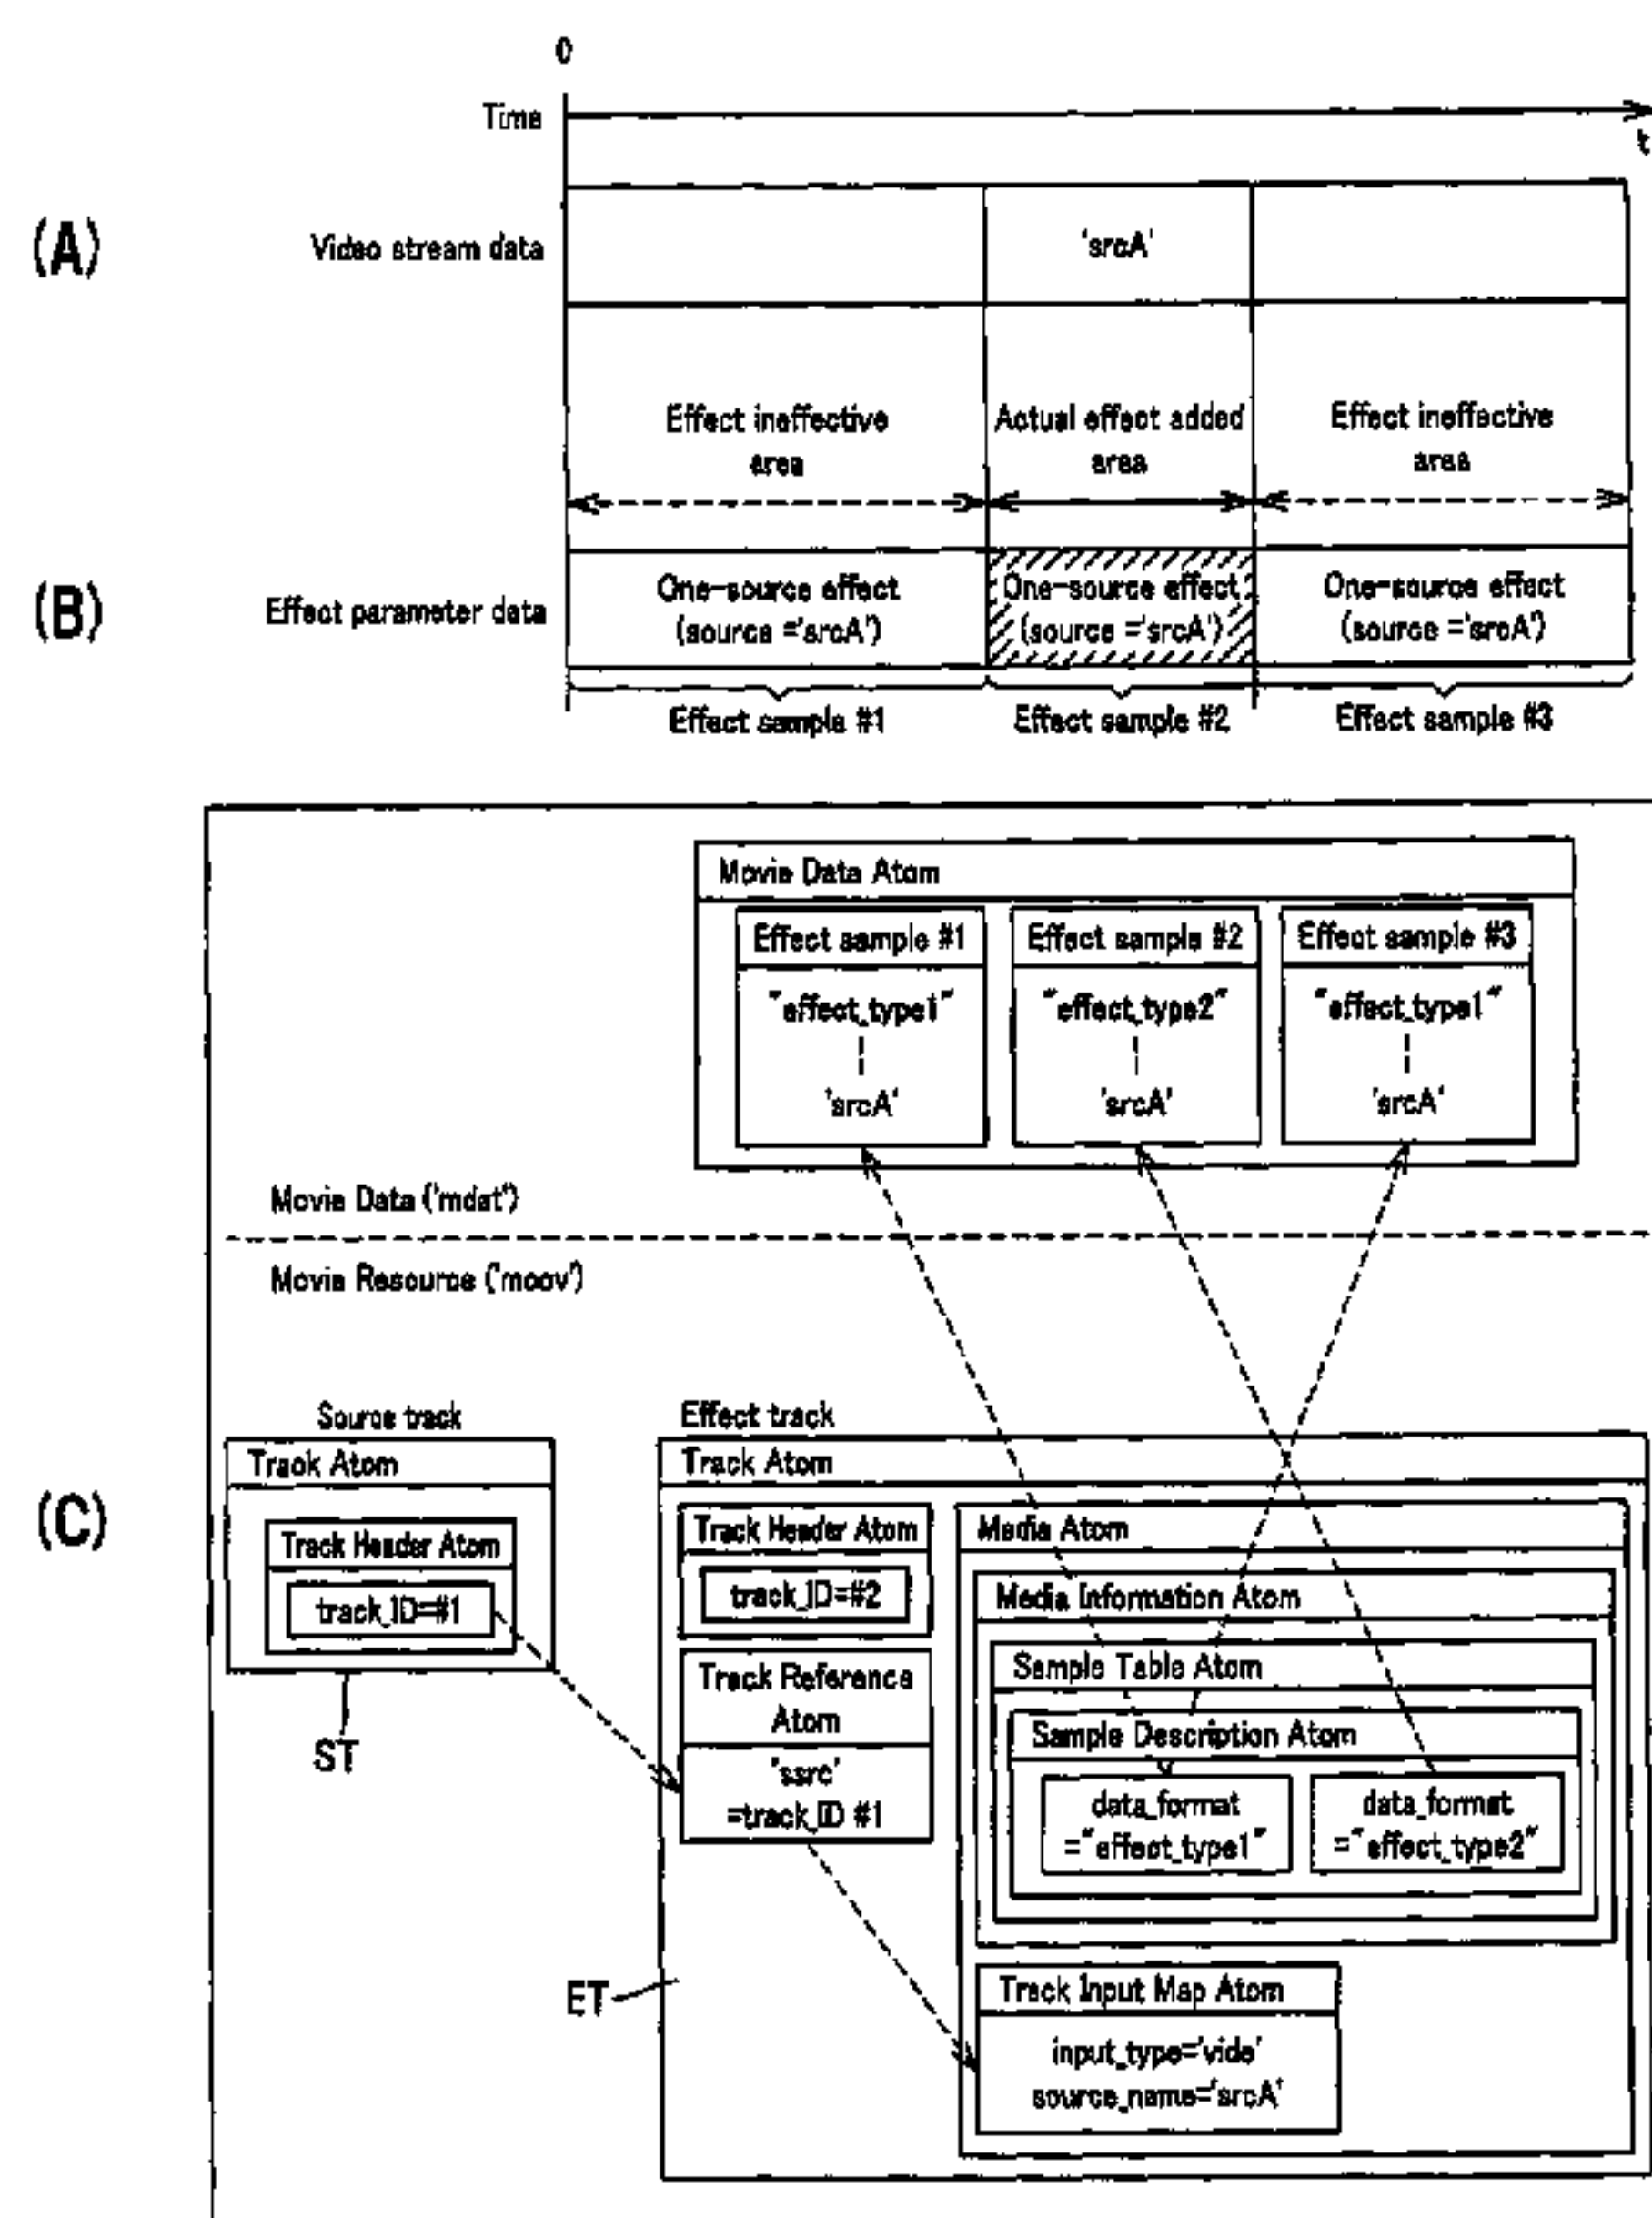 0
Time
t
(A)
Video stream data
'srcA'
Effect ineffective
area
Actual effect added
area
Effect ineffective
area
(B)
Effect parameter data
One-source effect
(source ='srcA')
One-source effect
(source ='srcA')
One-source effect
(source ='srcA')
Effect sample #1
Effect sample #2
Effect sample #3
Movie Data Atom
Effect sample #1
"effect_type1"
'srcA'
Effect sample #2
"effect_type2"
'srcA'
Effect sample #3
"effect_type1"
'srcA'
Movie Data ('mdat')
Movie Resource ('moov')
(C)
Source track
Track Atom
Track Header Atom
track_ID=#1
ST
Effect track
Track Atom
Track Header Atom
track_ID=#2
Track Reference
Atom
'ssrc'
=track_ID #1
ET
Media Atom
Media Information Atom
Sample Table Atom
Sample Description Atom
data_format
="effect_type1"
data_format
="effect_type2"
Track Input Map Atom
input_type='vide'
source_name='srcA'